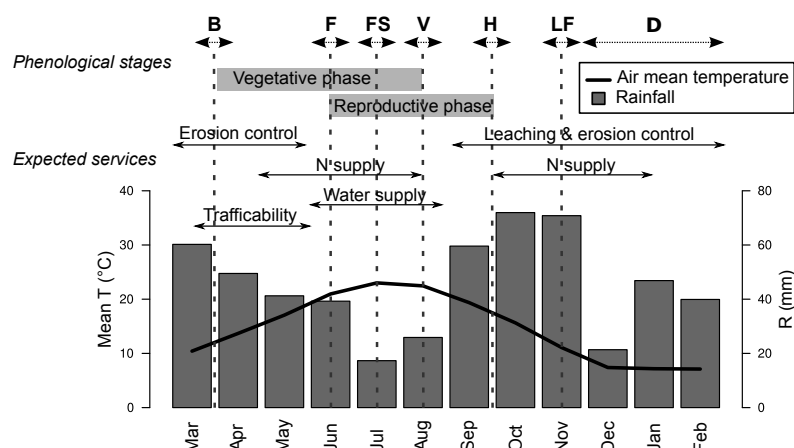 B F FS V H LF D
Phenological stages
Vegetative phase
Reproductive phase
Air mean temperature
Rainfall
Erosion control
Leaching & erosion control
Expected services
N supply
N supply
Water supply
Trafficability
40
30
20
10
0
Mean T (°C)
80
60
40
20
0
R (mm)
Mar Apr May Jun Jul Aug Sep Oct Nov Dec Jan Feb